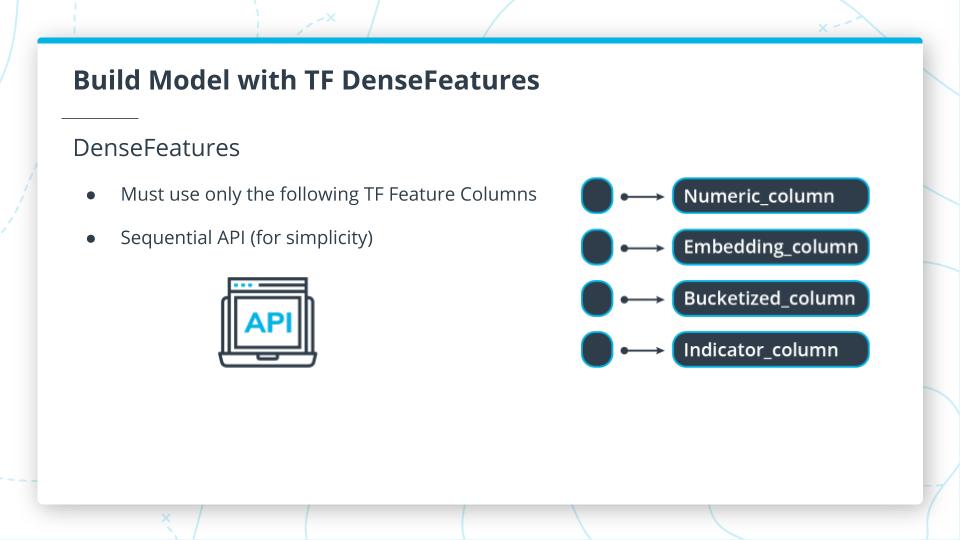 Build Model with TF DenseFeatures
DenseFeatures
● Must use only the following TF Feature Columns
● Sequential API (for simplicity)
API
Numeric_column
Embedding_column
Bucketized_column
Indicator_column